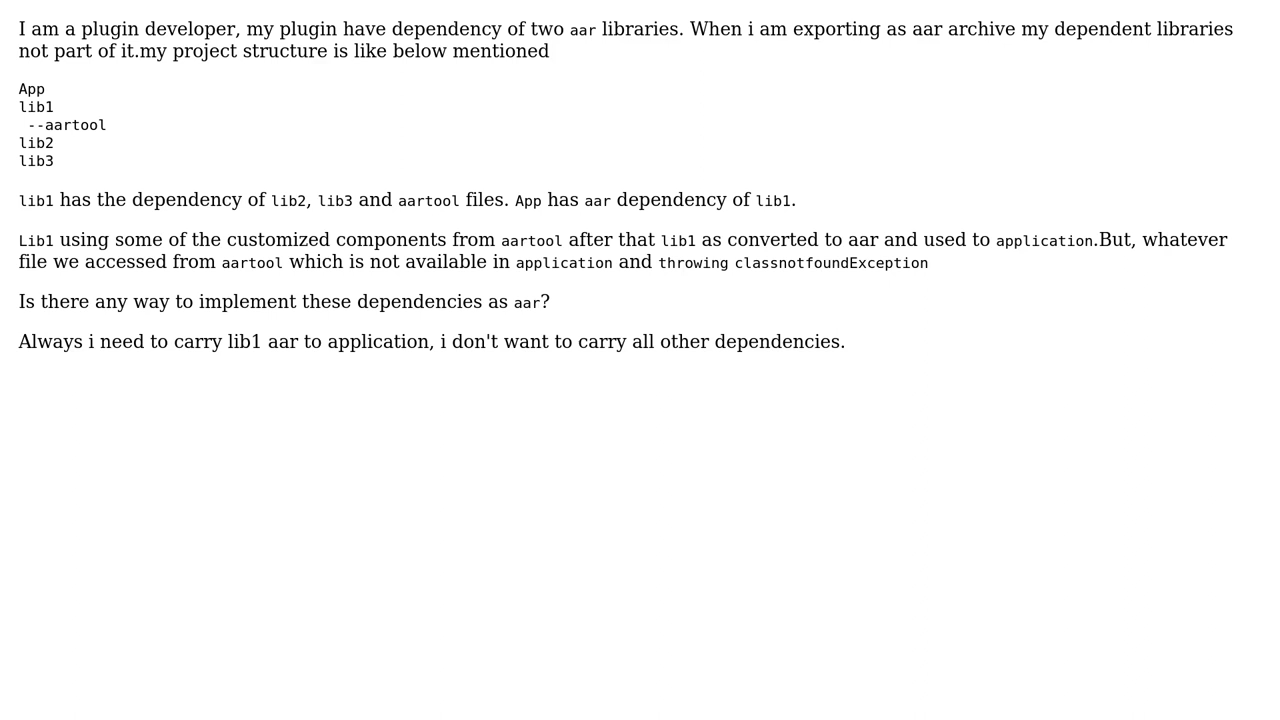 I am a plugin developer, my plugin have dependency of two aar libraries. When i am exporting as aar archive my dependent libraries
not part of it.my project structure is like below mentioned
App
lib1
 --aartool
lib2
lib3
lib1 has the dependency of lib2, lib3 and aartool files. App has aar dependency of lib1.
Lib1 using some of the customized components from aartool after that lib1 as converted to aar and used to application.But, whatever
file we accessed from aartool which is not available in application and throwing classnotfoundException
Is there any way to implement these dependencies as aar?
Always i need to carry lib1 aar to application, i don't want to carry all other dependencies.